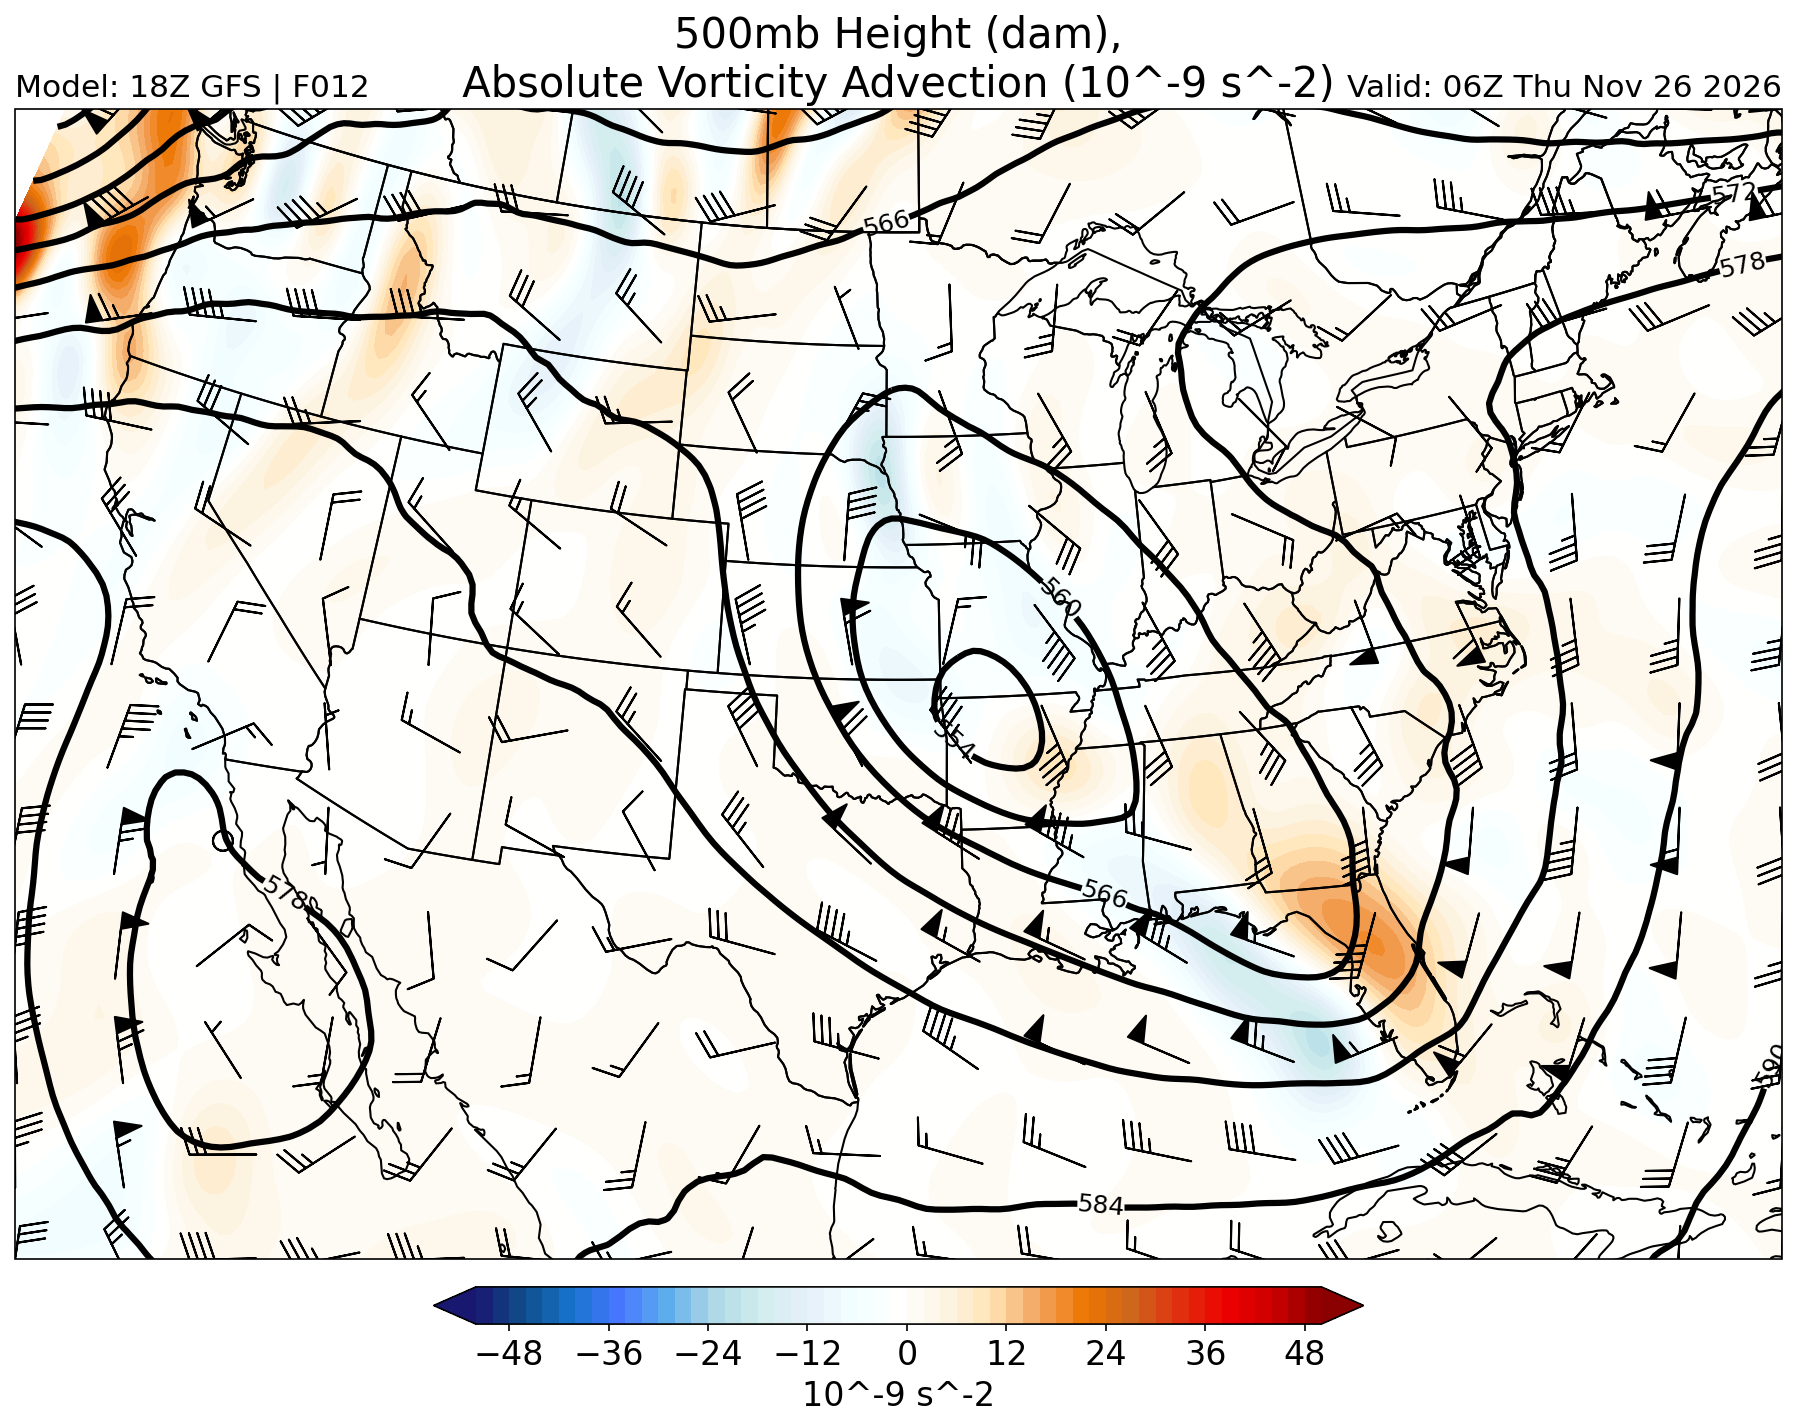 500mb Height (dam),
Model: 18Z GFS | F012
Absolute Vorticity Advection (10^-9 s^-2)
Valid: 06Z Thu Nov 26 2026
572
566
578
560
554
578
566
590
584
−48 −36 −24 −12 0 12 24 36 48
10^-9 s^-2